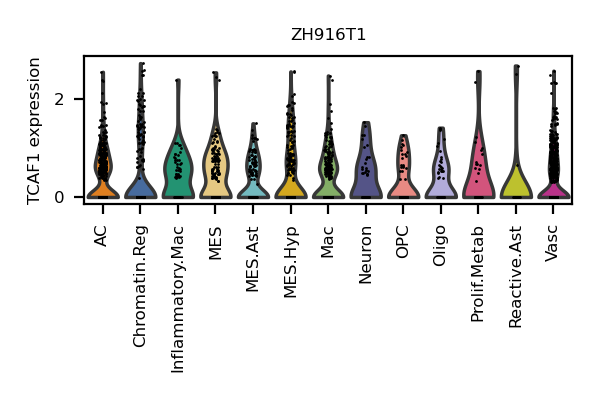 ZH916T1
TCAF1 expression
2
0
AC
Chromatin.Reg
Inflammatory.Mac
MES
MES.Ast
MES.Hyp
Mac
Neuron
OPC
Oligo
Prolif.Metab
Reactive.Ast
Vasc